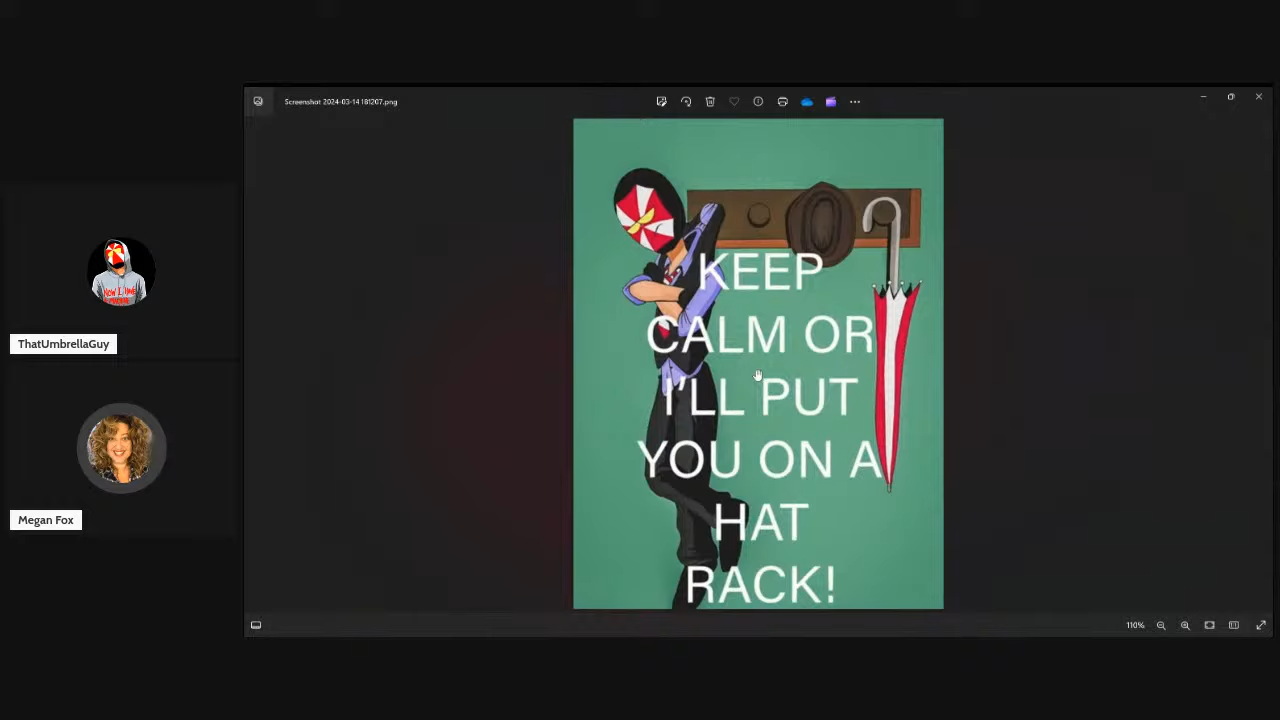 Screenshot 2024-03-14 181207.png
KEEP
CALM OR
I'LL PUT
YOU ON A
HAT
RACK!
ThatUmbrellaGuy
Megan Fox
110%